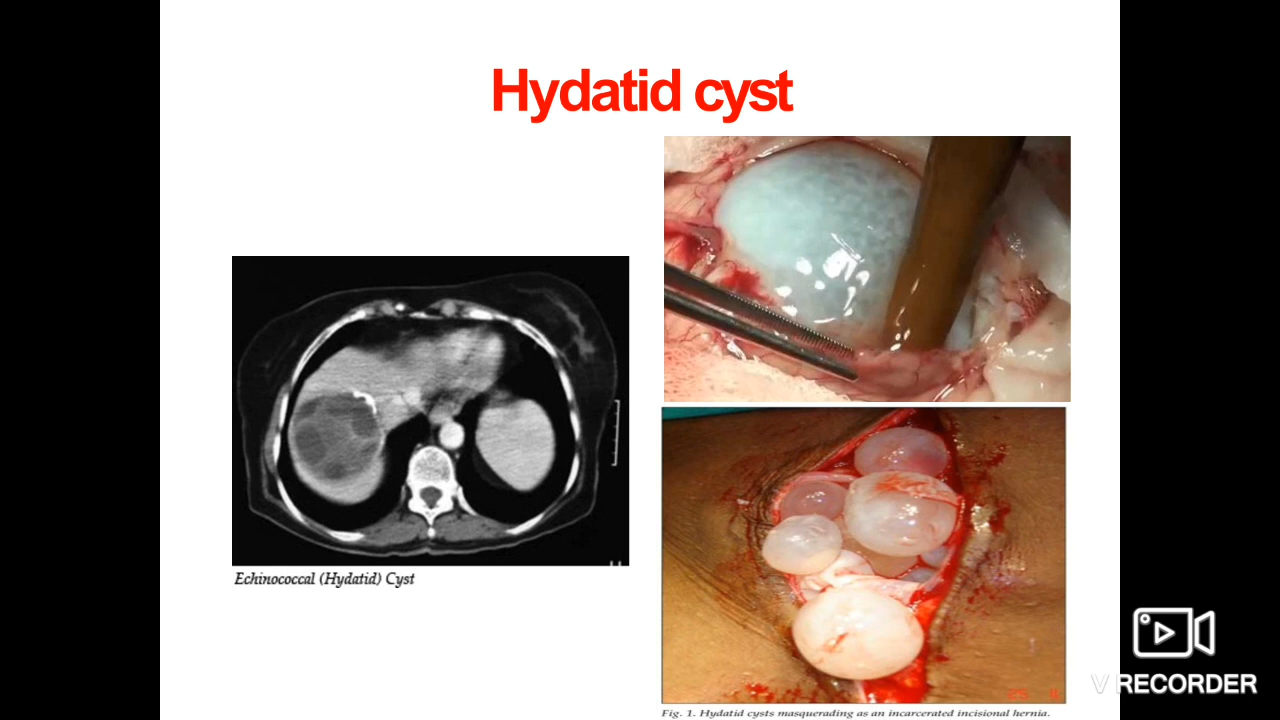 Hydatid cyst
Echinococcal (Hydatid) Cyst
Fig. 1. Hydatid cysts masquerading as an incarcerated incisional hernia.
V RECORDER